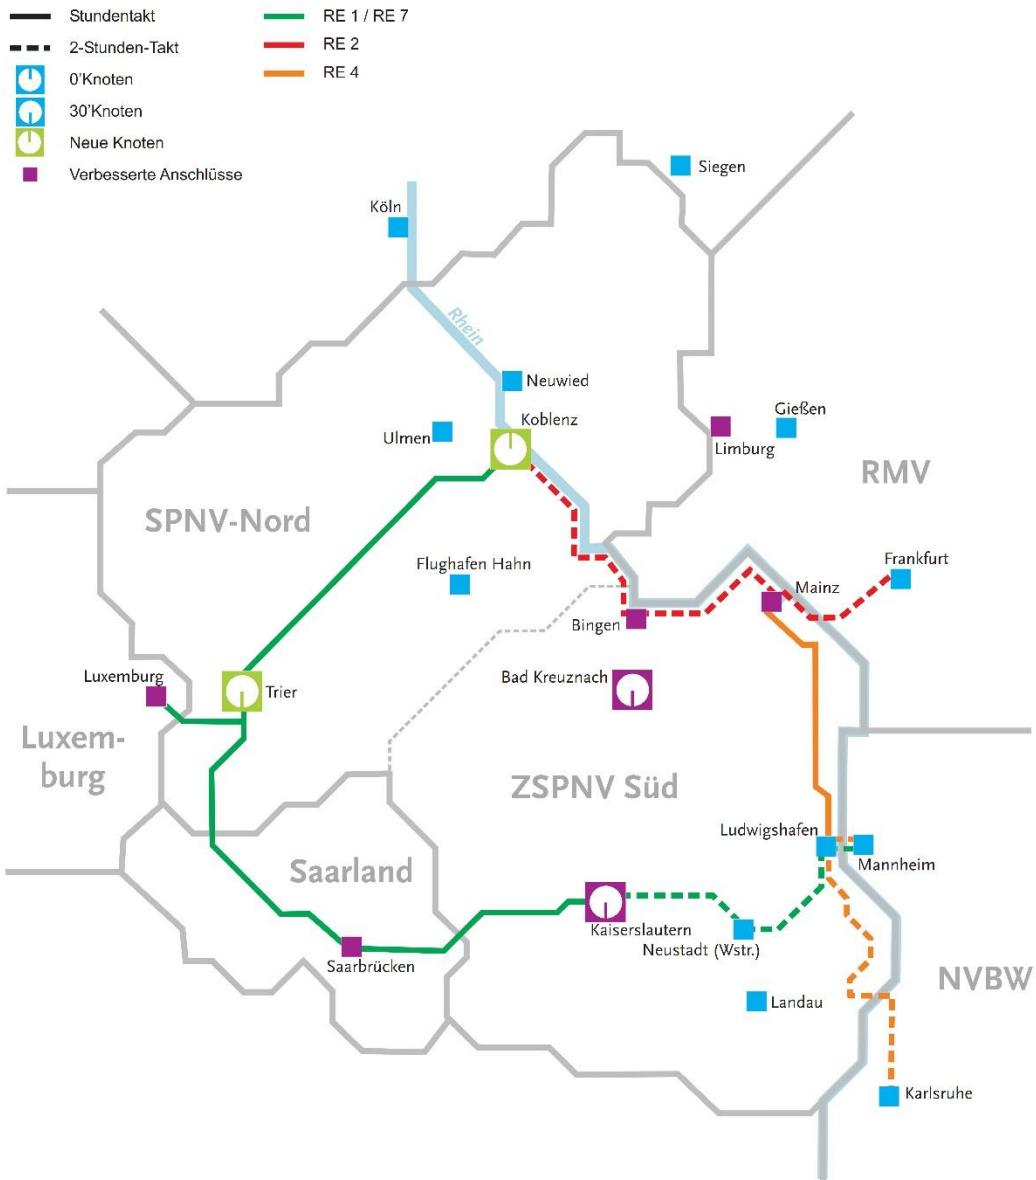 Stundentakt
2-Stunden-Takt
0'Knoten
30'Knoten
Neue Knoten
Verbesserte Anschlüsse
RE 1 / RE 7
RE 2
RE 4
Siegen
Köln
Rhein
Neuwied
Koblenz
Ulmen
Gießen
Limburg
RMV
SPNV-Nord
Flughafen Hahn
Frankfurt
Mainz
Bingen
Luxemburg
Trier
Bad Kreuznach
Luxem-
burg
ZSPNV Süd
Ludwigshafen
Mannheim
Saarland
Kaiserslautern
Neustadt (Wstr.)
Saarbrücken
NVBW
Landau
Karlsruhe